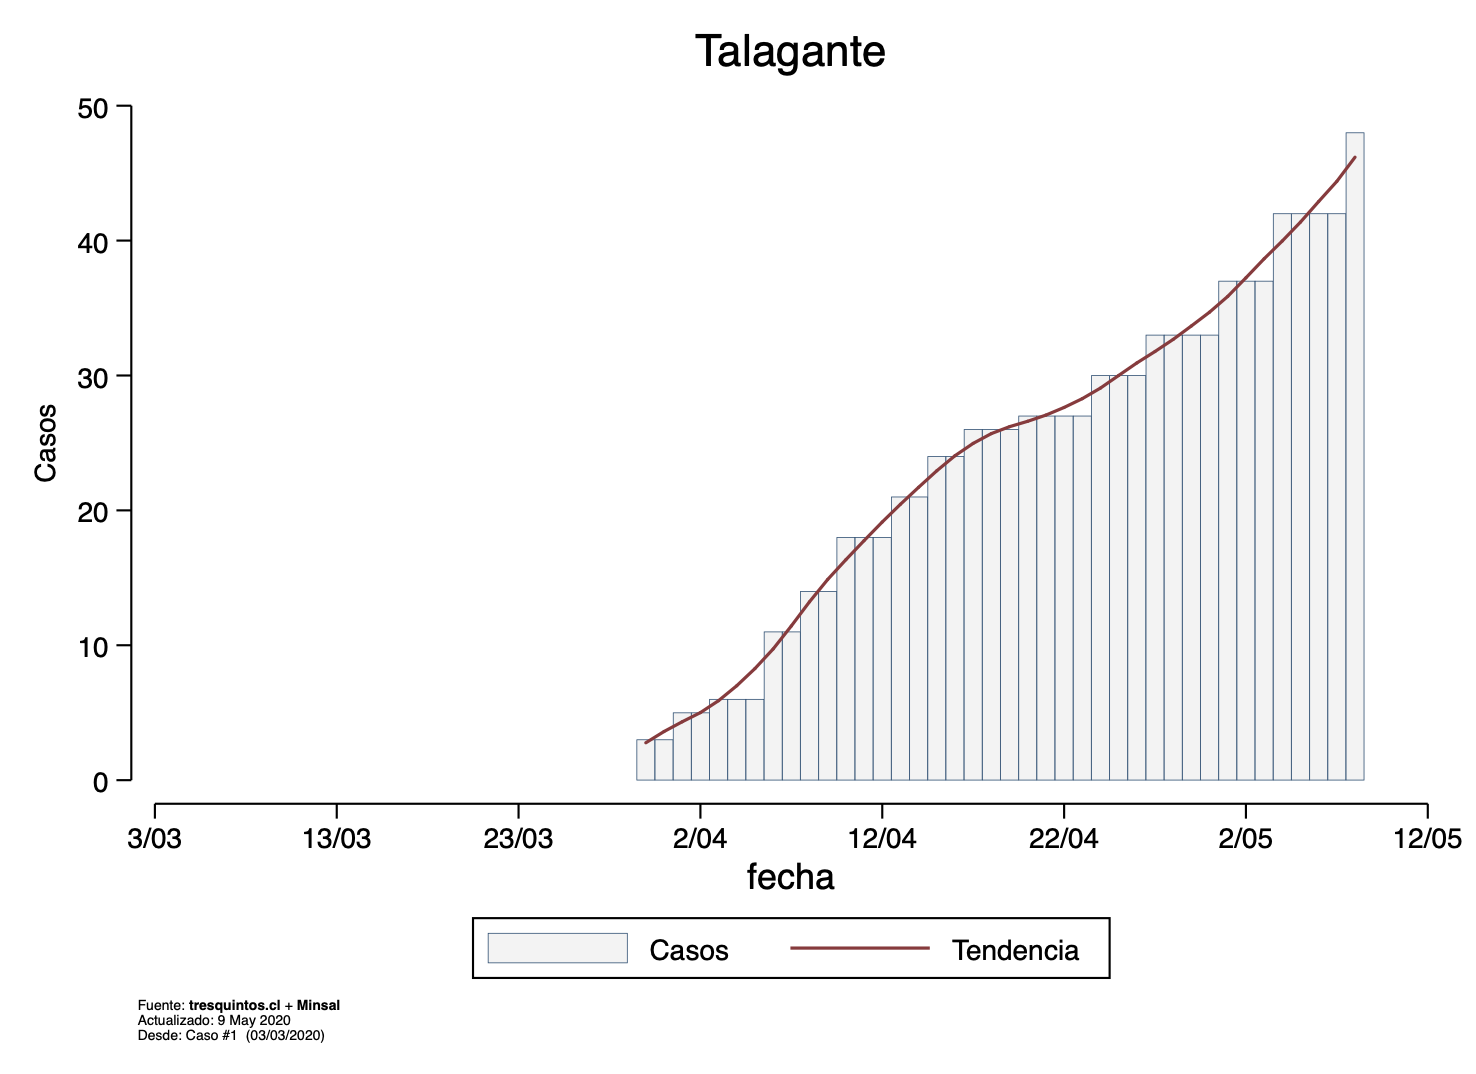 Talagante
50
40
30
20
10
0
Casos
3/03 13/03 23/03 2/04 12/04 22/04 2/05 12/05
fecha
Casos Tendencia
Fuente: tresquintos.cl + Minsal
Actualizado: 9 May 2020
Desde: Caso #1 (03/03/2020)